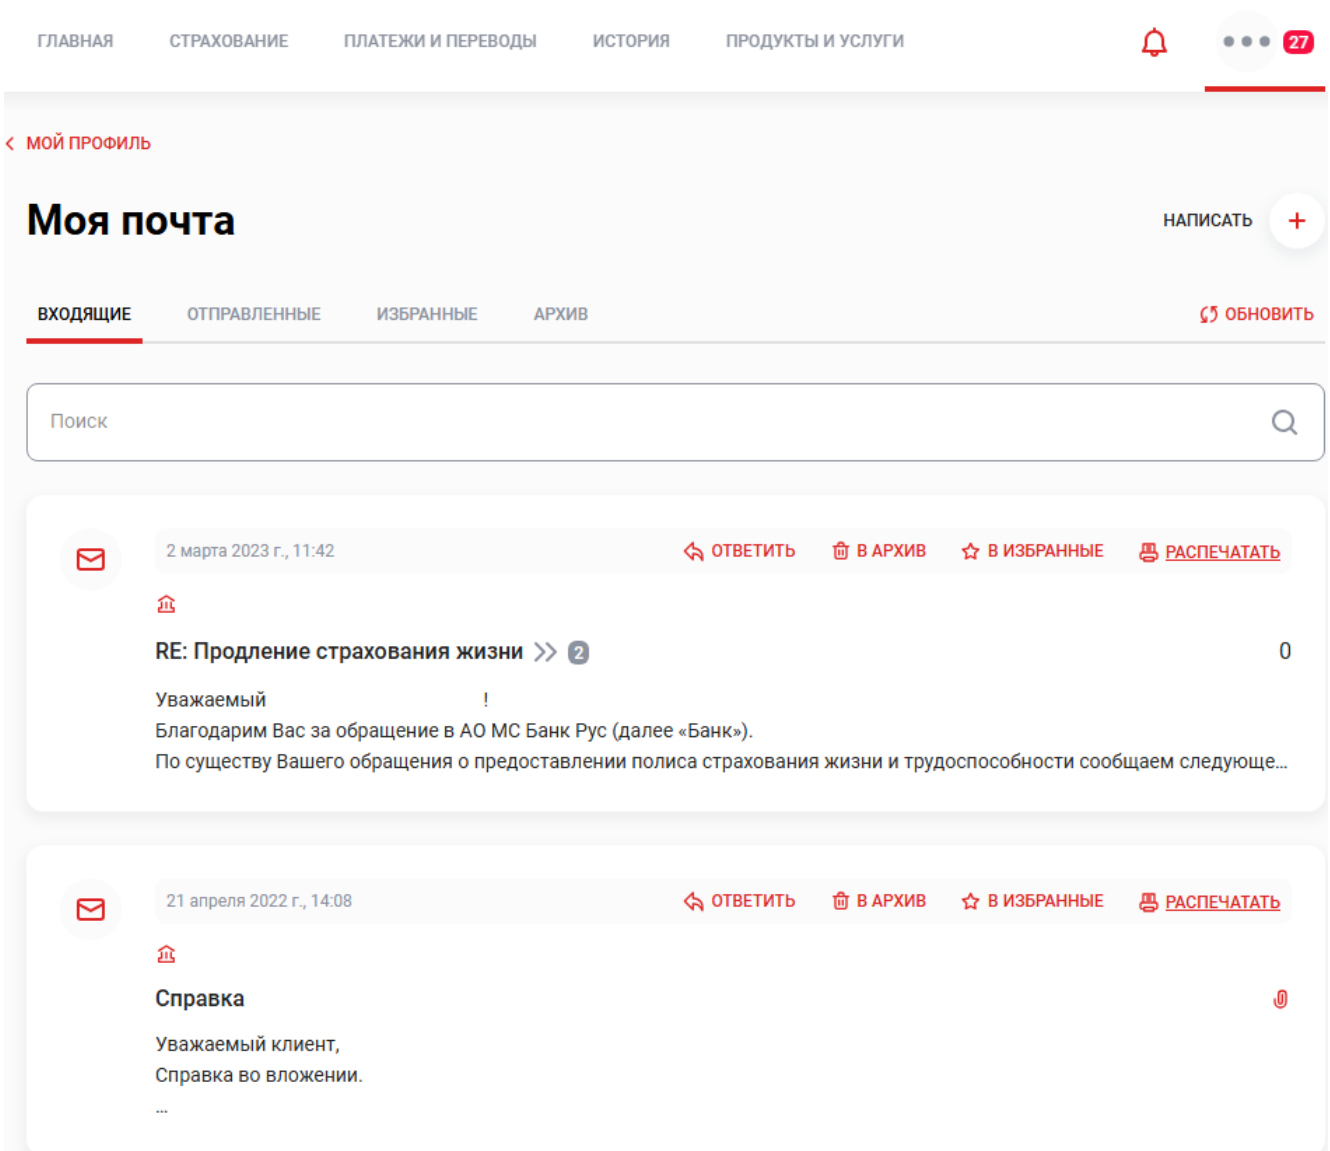 ГЛАВНАЯ СТРАХОВАНИЕ ПЛАТЕЖИ И ПЕРЕВОДЫ ИСТОРИЯ ПРОДУКТЫ И УСЛУГИ 27
МОЙ ПРОФИЛЬ
Моя почта НАПИСАТЬ
ВХОДЯЩИЕ ОТПРАВЛЕННЫЕ ИЗБРАННЫЕ АРХИВ ОБНОВИТЬ
Поиск
2 марта 2023 г., 11:42 ОТВЕТИТЬ В АРХИВ В ИЗБРАННЫЕ РАСПЕЧАТАТЬ
RE: Продление страхования жизни 2 0
Уважаемый !
Благодарим Вас за обращение в АО МС Банк Рус (далее «Банк»).
По существу Вашего обращения о предоставлении полиса страхования жизни и трудоспособности сообщаем следующе...
21 апреля 2022 г., 14:08 ОТВЕТИТЬ В АРХИВ В ИЗБРАННЫЕ РАСПЕЧАТАТЬ
Справка
Уважаемый клиент,
Справка во вложении.
...